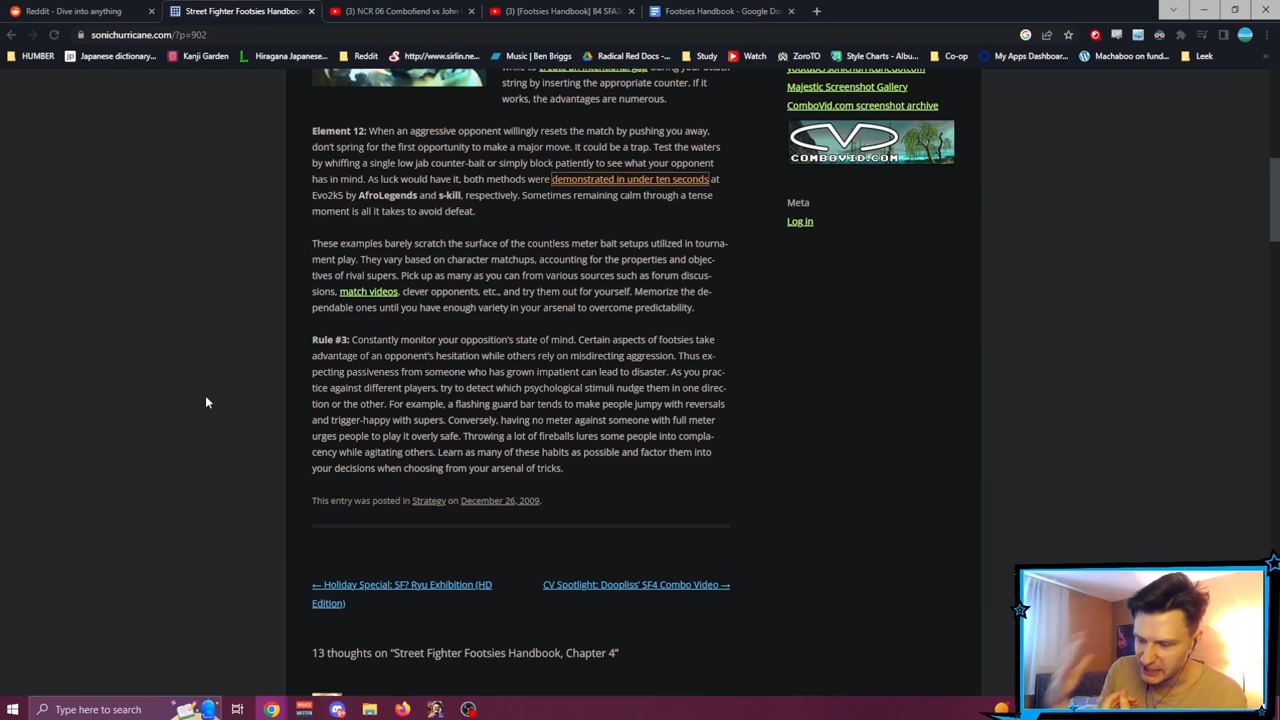 Reddit - Dive into anything
Street Fighter Footsies Handboo
(3) NCR 06 Combofiend vs John
(3) [Footsies Handbook] B4 SFA3
Footsies Handbook - Google Do
sonichurricane.com/?p=902
HUMBER
Japanese dictionary...
Kanji Garden
Hiragana Japanese...
Reddit
http://www.sirlin.ne...
Music | Ben Briggs
Radical Red Docs -...
Study
Watch
ZoroTO
Style Charts - Albu...
Co-op
My Apps Dashboar...
Machaboo on fund...
Leek
string by inserting the appropriate counter. If it
works, the advantages are numerous.
Element 12: When an aggressive opponent willingly resets the match by pushing you away,
don't spring for the first opportunity to make a major move. It could be a trap. Test the waters
by whiffing a single low jab counter-bait or simply block patiently to see what your opponent
has in mind. As luck would have it, both methods were demonstrated in under ten seconds at
Evo2k5 by AfroLegends and s-kill, respectively. Sometimes remaining calm through a tense
moment is all it takes to avoid defeat.
These examples barely scratch the surface of the countless meter bait setups utilized in tourna-
ment play. They vary based on character matchups, accounting for the properties and objec-
tives of rival supers. Pick up as many as you can from various sources such as forum discus-
sions, match videos, clever opponents, etc., and try them out for yourself. Memorize the de-
pendable ones until you have enough variety in your arsenal to overcome predictability.
Rule #3: Constantly monitor your opposition's state of mind. Certain aspects of footsies take
advantage of an opponent's hesitation while others rely on misdirecting aggression. Thus ex-
pecting passiveness from someone who has grown impatient can lead to disaster. As you prac-
tice against different players, try to detect which psychological stimuli nudge them in one direc-
tion or the other. For example, a flashing guard bar tends to make people jumpy with reversals
and trigger-happy with supers. Conversely, having no meter against someone with full meter
urges people to play it overly safe. Throwing a lot of fireballs lures some people into compla-
cency while agitating others. Learn as many of these habits as possible and factor them into
your decisions when choosing from your arsenal of tricks.
This entry was posted in Strategy on December 26, 2009.
← Holiday Special: SF? Ryu Exhibition (HD
Edition)
CV Spotlight: Doopliss' SF4 Combo Video →
13 thoughts on "Street Fighter Footsies Handbook, Chapter 4"
Majestic Screenshot Gallery
ComboVid.com screenshot archive
COMBOVID.COM
Meta
Log in
Type here to search